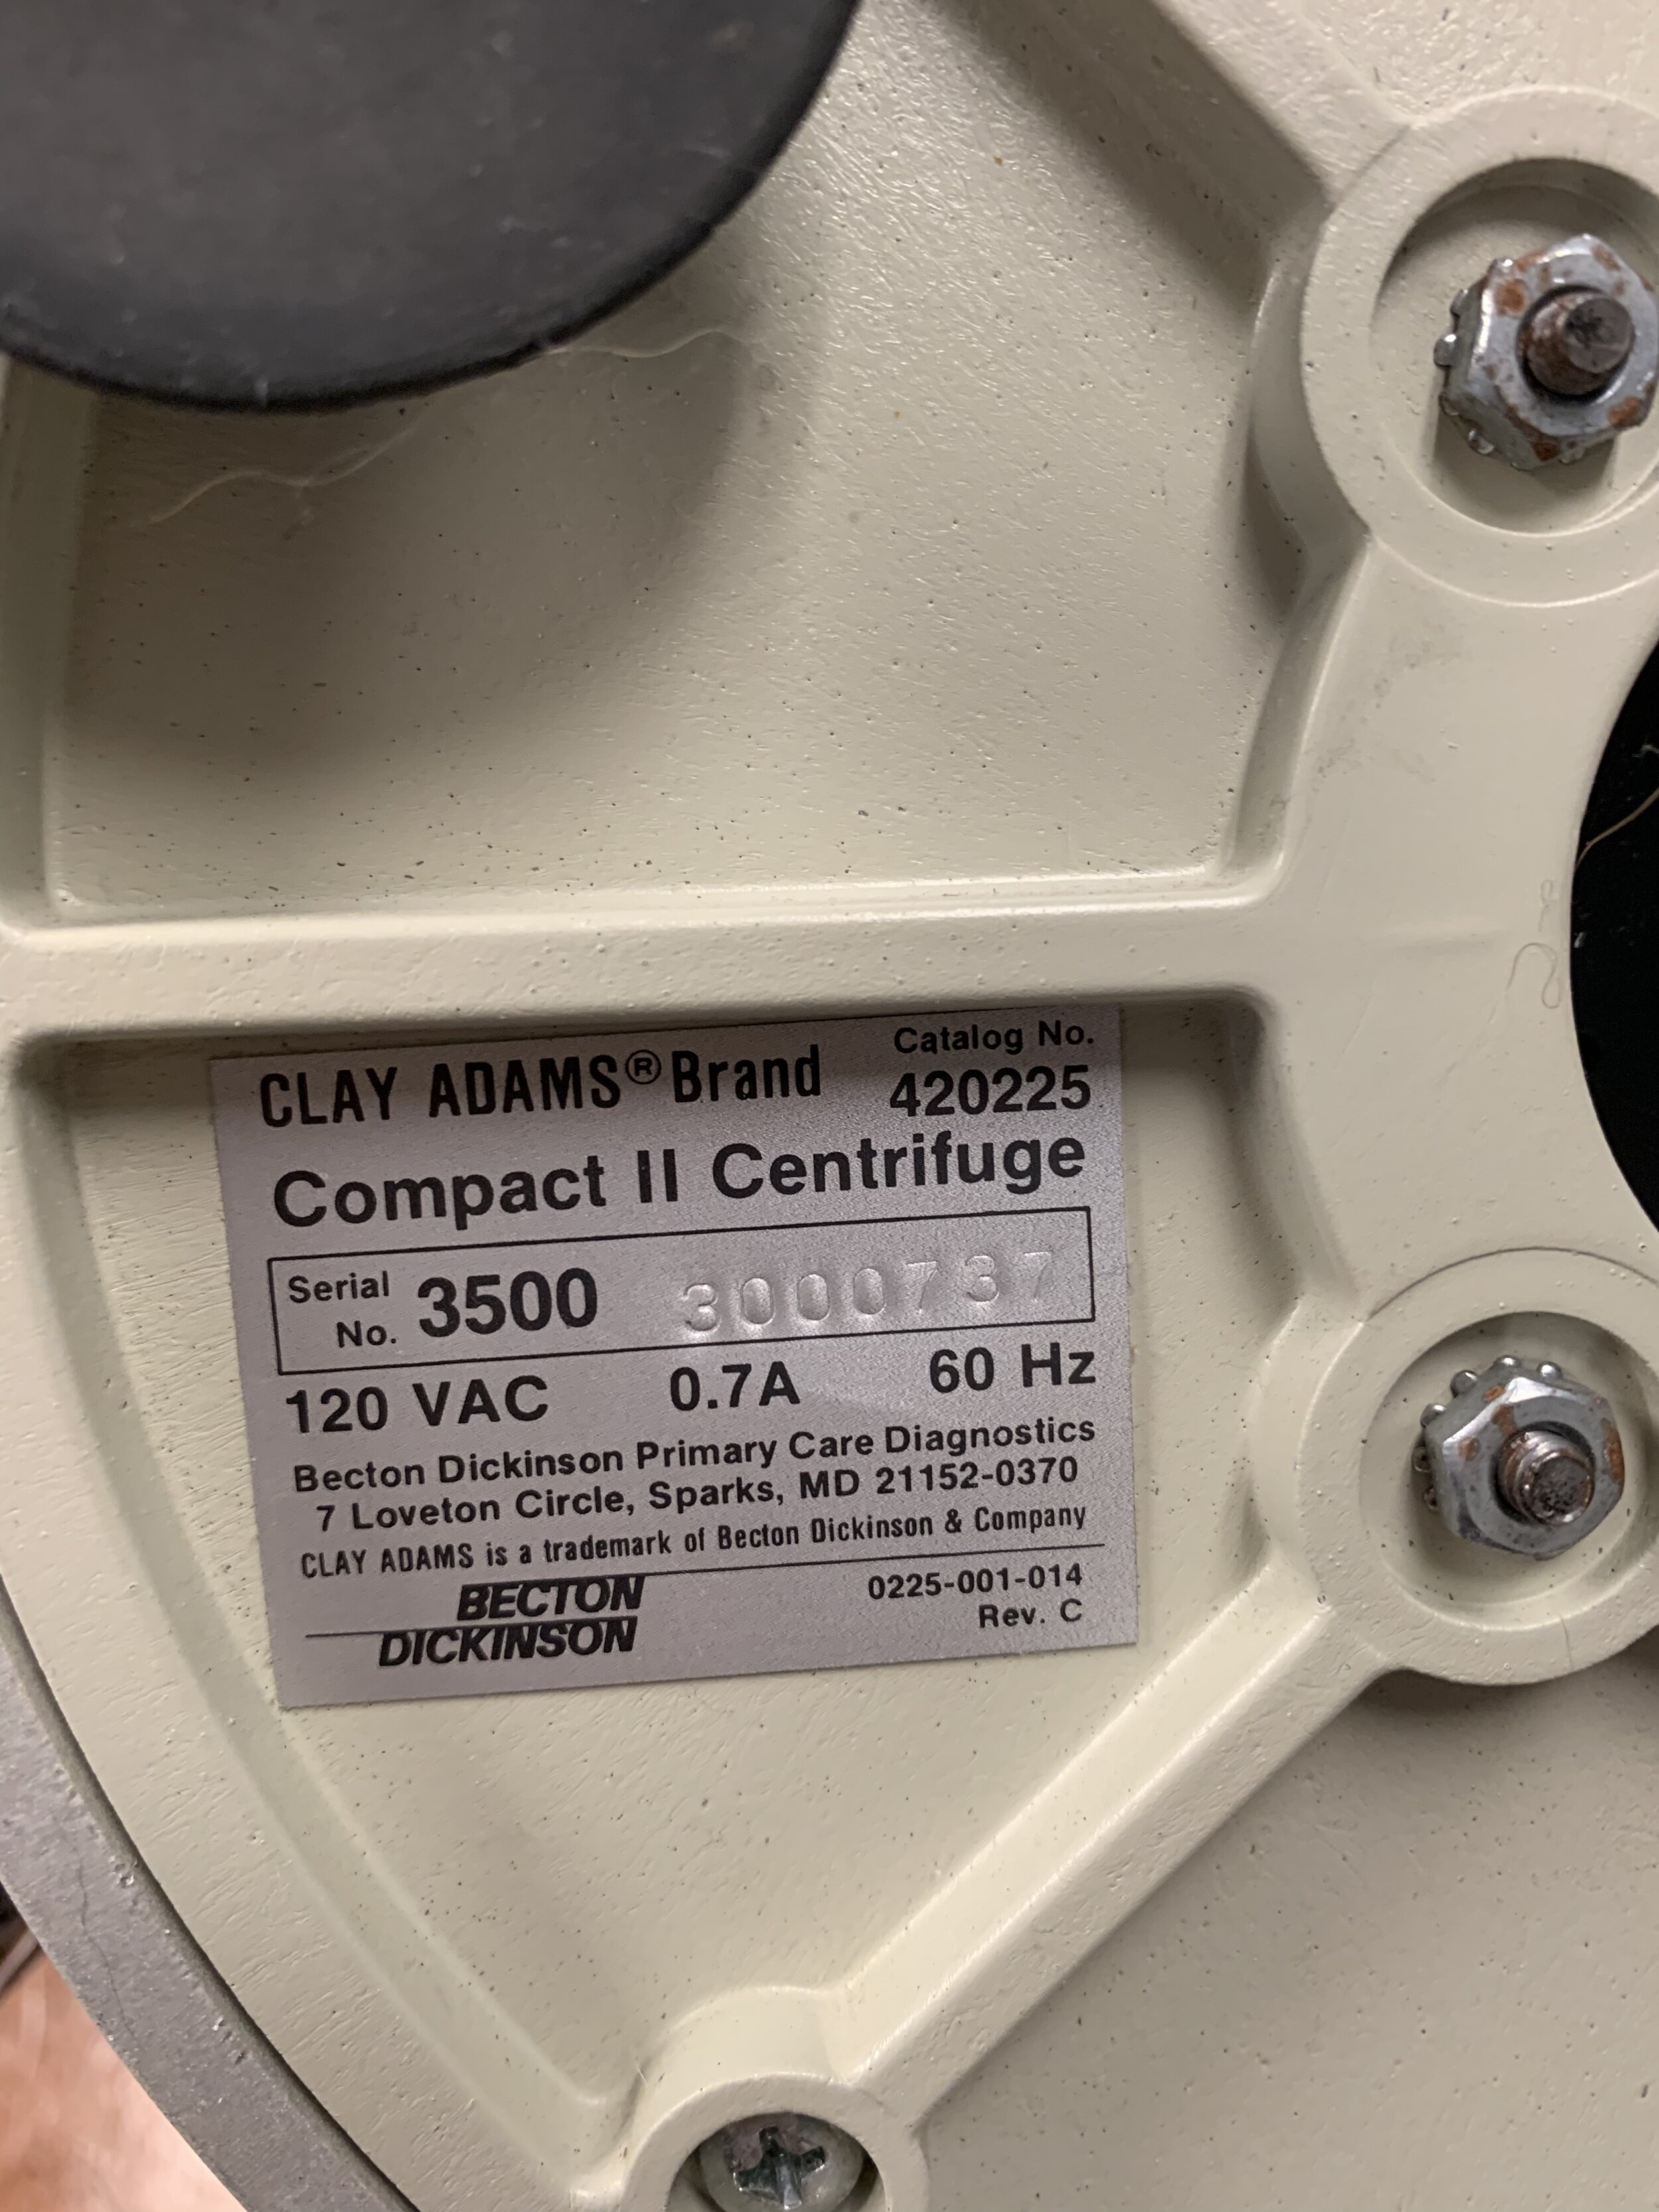 CLAY ADAMS® Brand
Catalog No.
420225
Compact II Centrifuge
Serial No. 3500 3000737
120 VAC 0.7A 60 Hz
Becton Dickinson Primary Care Diagnostics
7 Loveton Circle, Sparks, MD 21152-0370
CLAY ADAMS is a trademark of Becton Dickinson & Company
BECTON
DICKINSON
0225-001-014
Rev. C